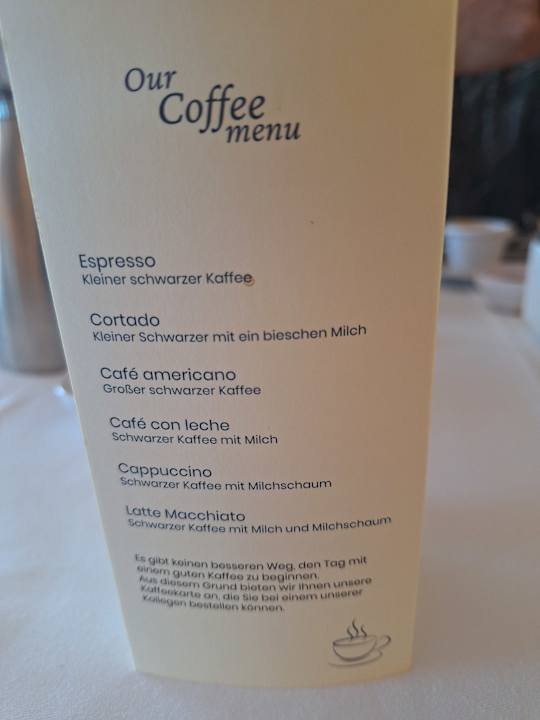 Our
Coffee
menu
Espresso
Kleiner schwarzer Kaffee
Cortado
Kleiner Schwarzer mit ein bieschen Milch
Café americano
Großer schwarzer Kaffee
Café con leche
Schwarzer Kaffee mit Milch
Cappuccino
Schwarzer Kaffee mit Milchschaum
Latte Macchiato
Schwarzer Kaffee mit Milch und Milchschaum
Es gibt keinen besseren Weg, den Tag mit
einem guten Kaffee zu beginnen.
Aus diesem Grund bieten wir Ihnen unsere
Kaffeekarte an, die Sie bei einem unserer
Kollegen bestellen können.